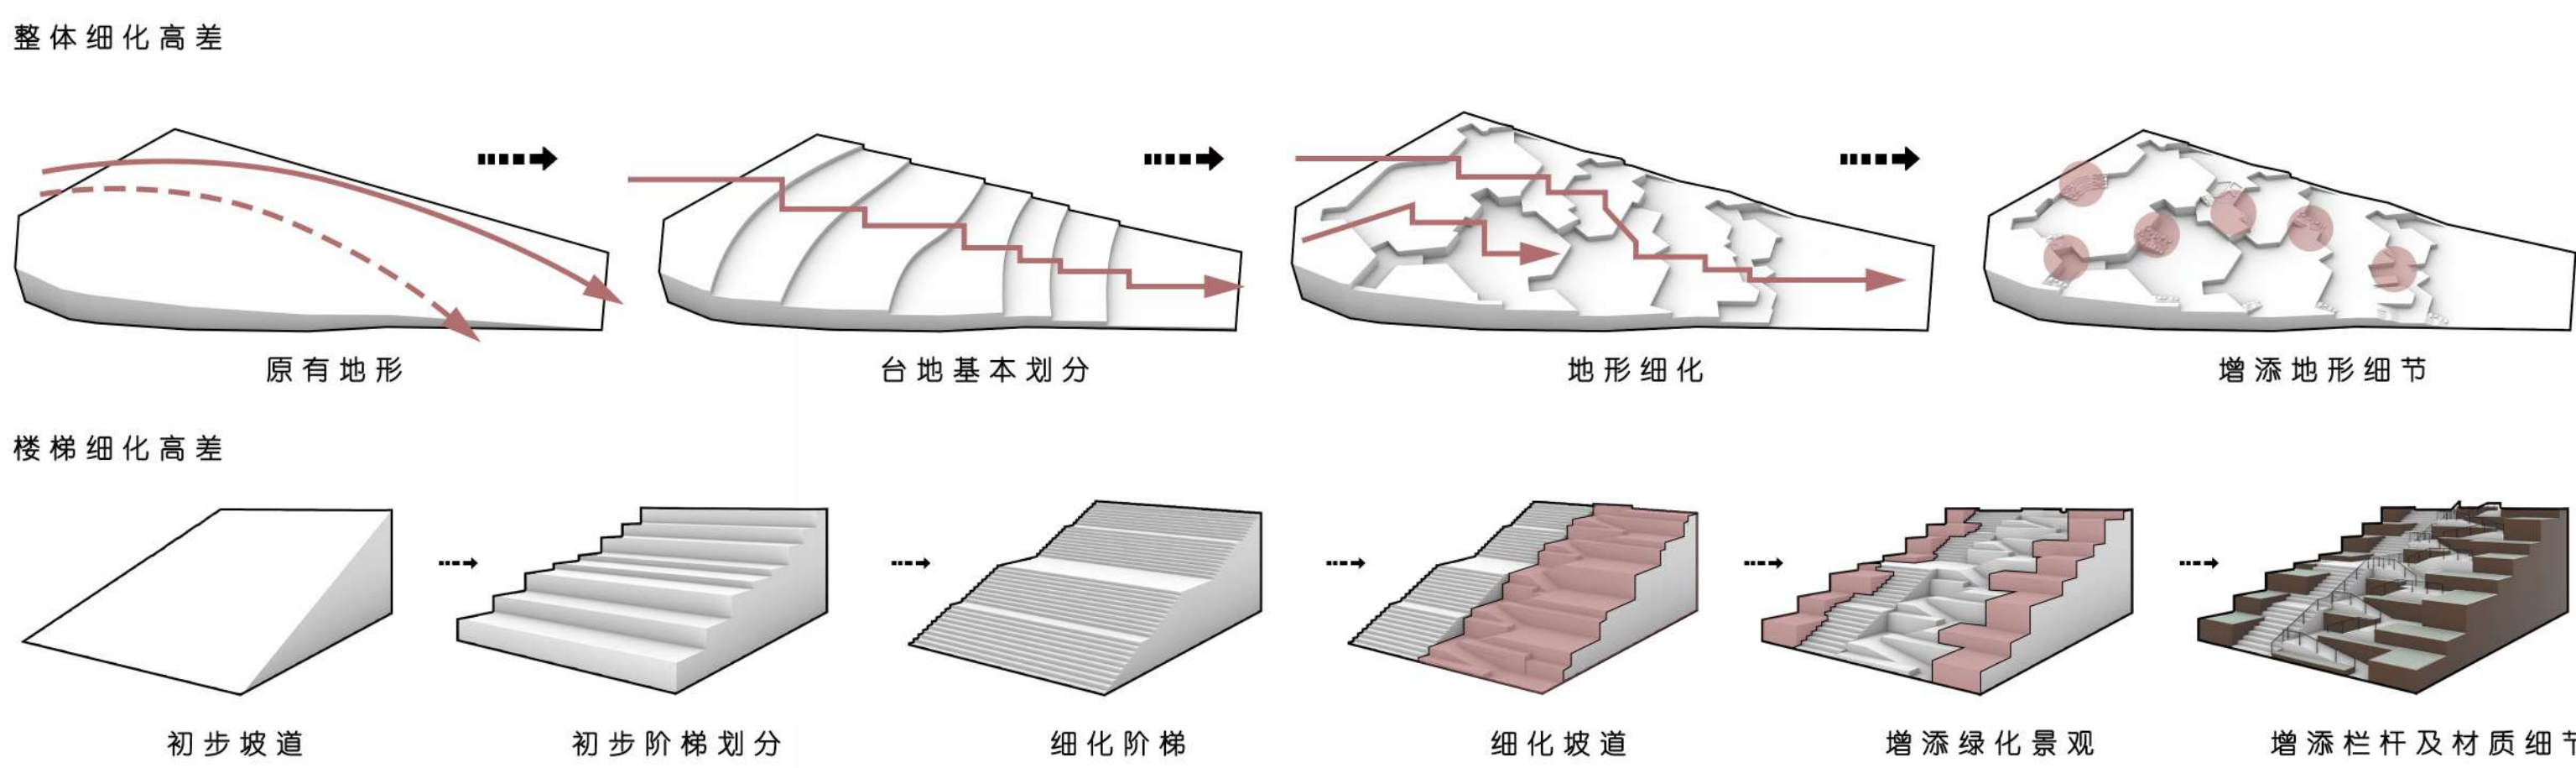 整体细化高差
原有地形
台地基本划分
地形细化
增添地形细节
楼梯细化高差
初步坡道
初步阶梯划分
细化阶梯
细化坡道
增添绿化景观
增添栏杆及材质细节